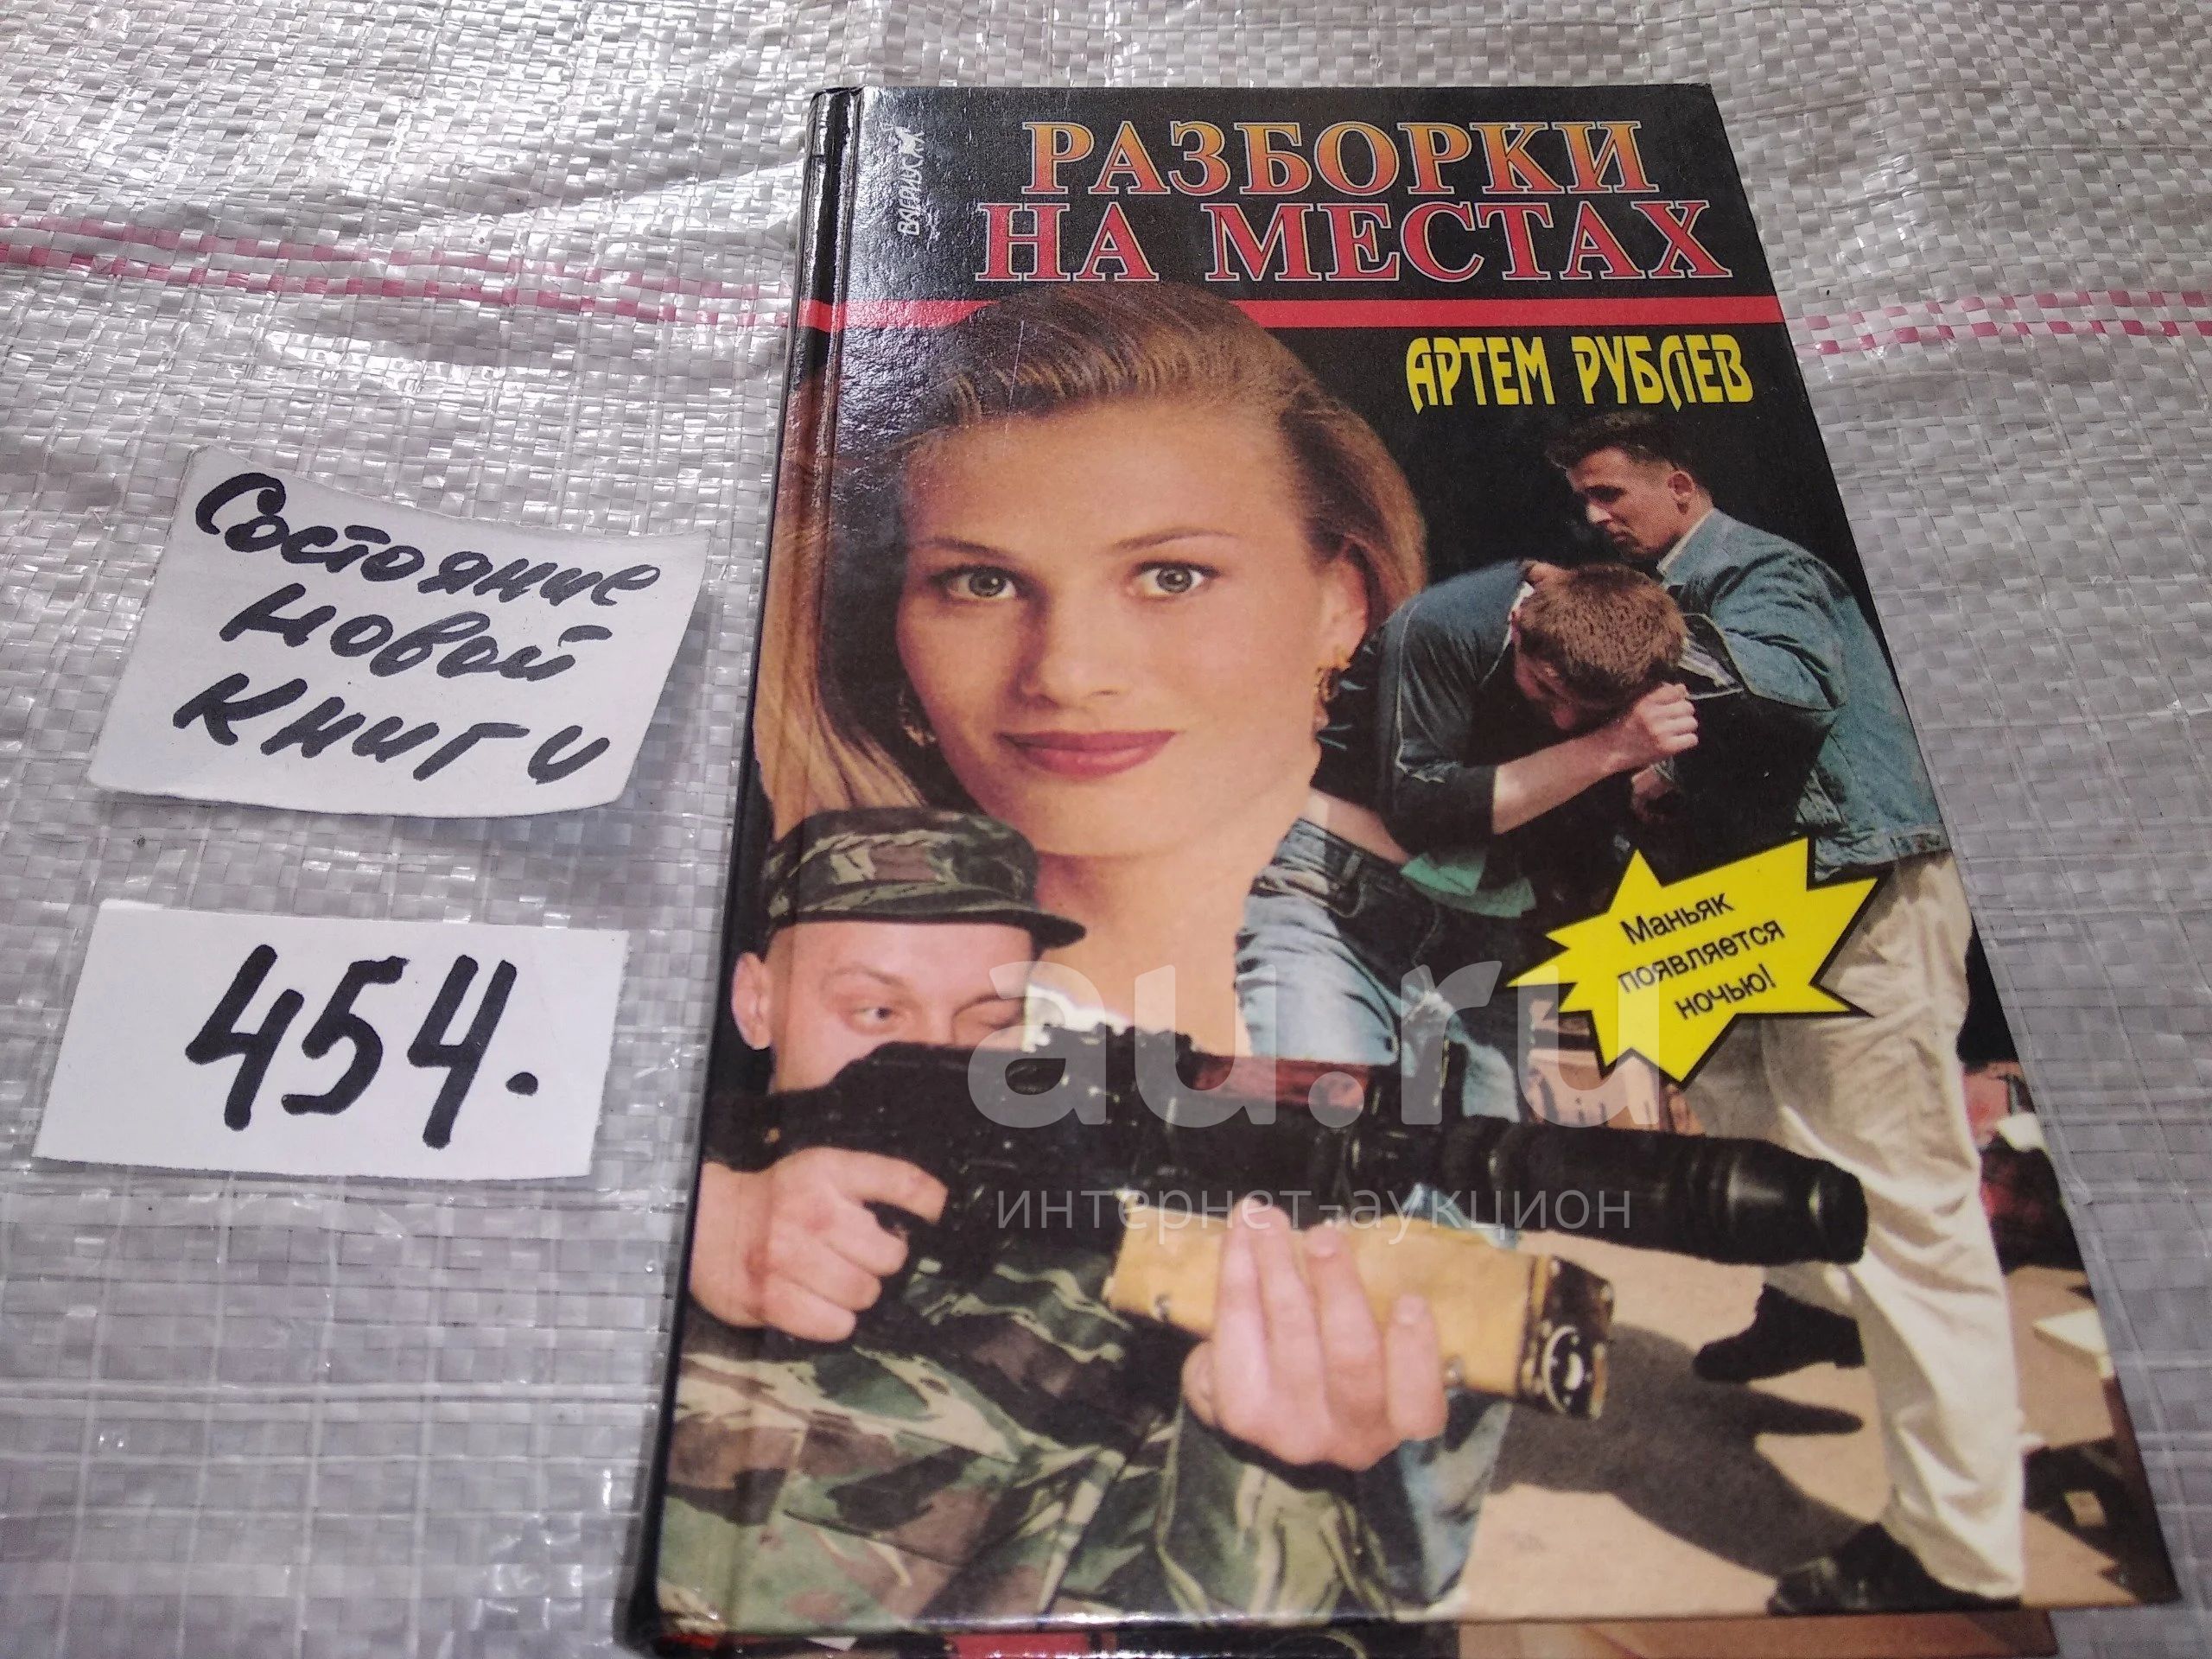 РАЗБОРКИ
НА МЕСТАХ
АРТЕМ РУБЛЕВ
Маньяк
появляется
ночью!
Состояние
новой
книги
454.
au.ru
интернет-аукцион